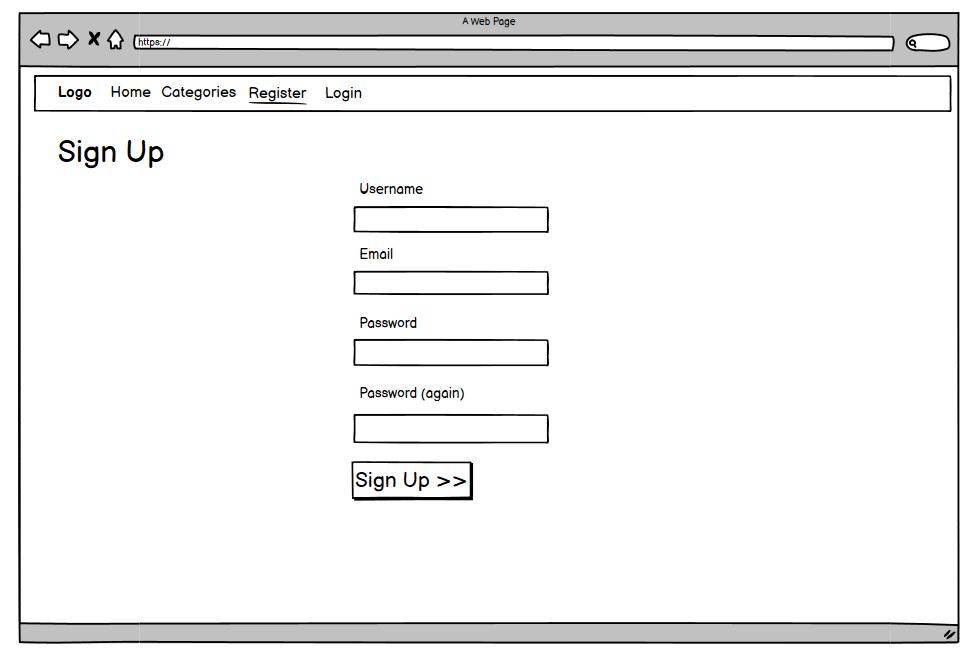 A Web Page
https://
Logo Home Categories Register Login
Sign Up
Username
Email
Password
Password (again)
Sign Up >>